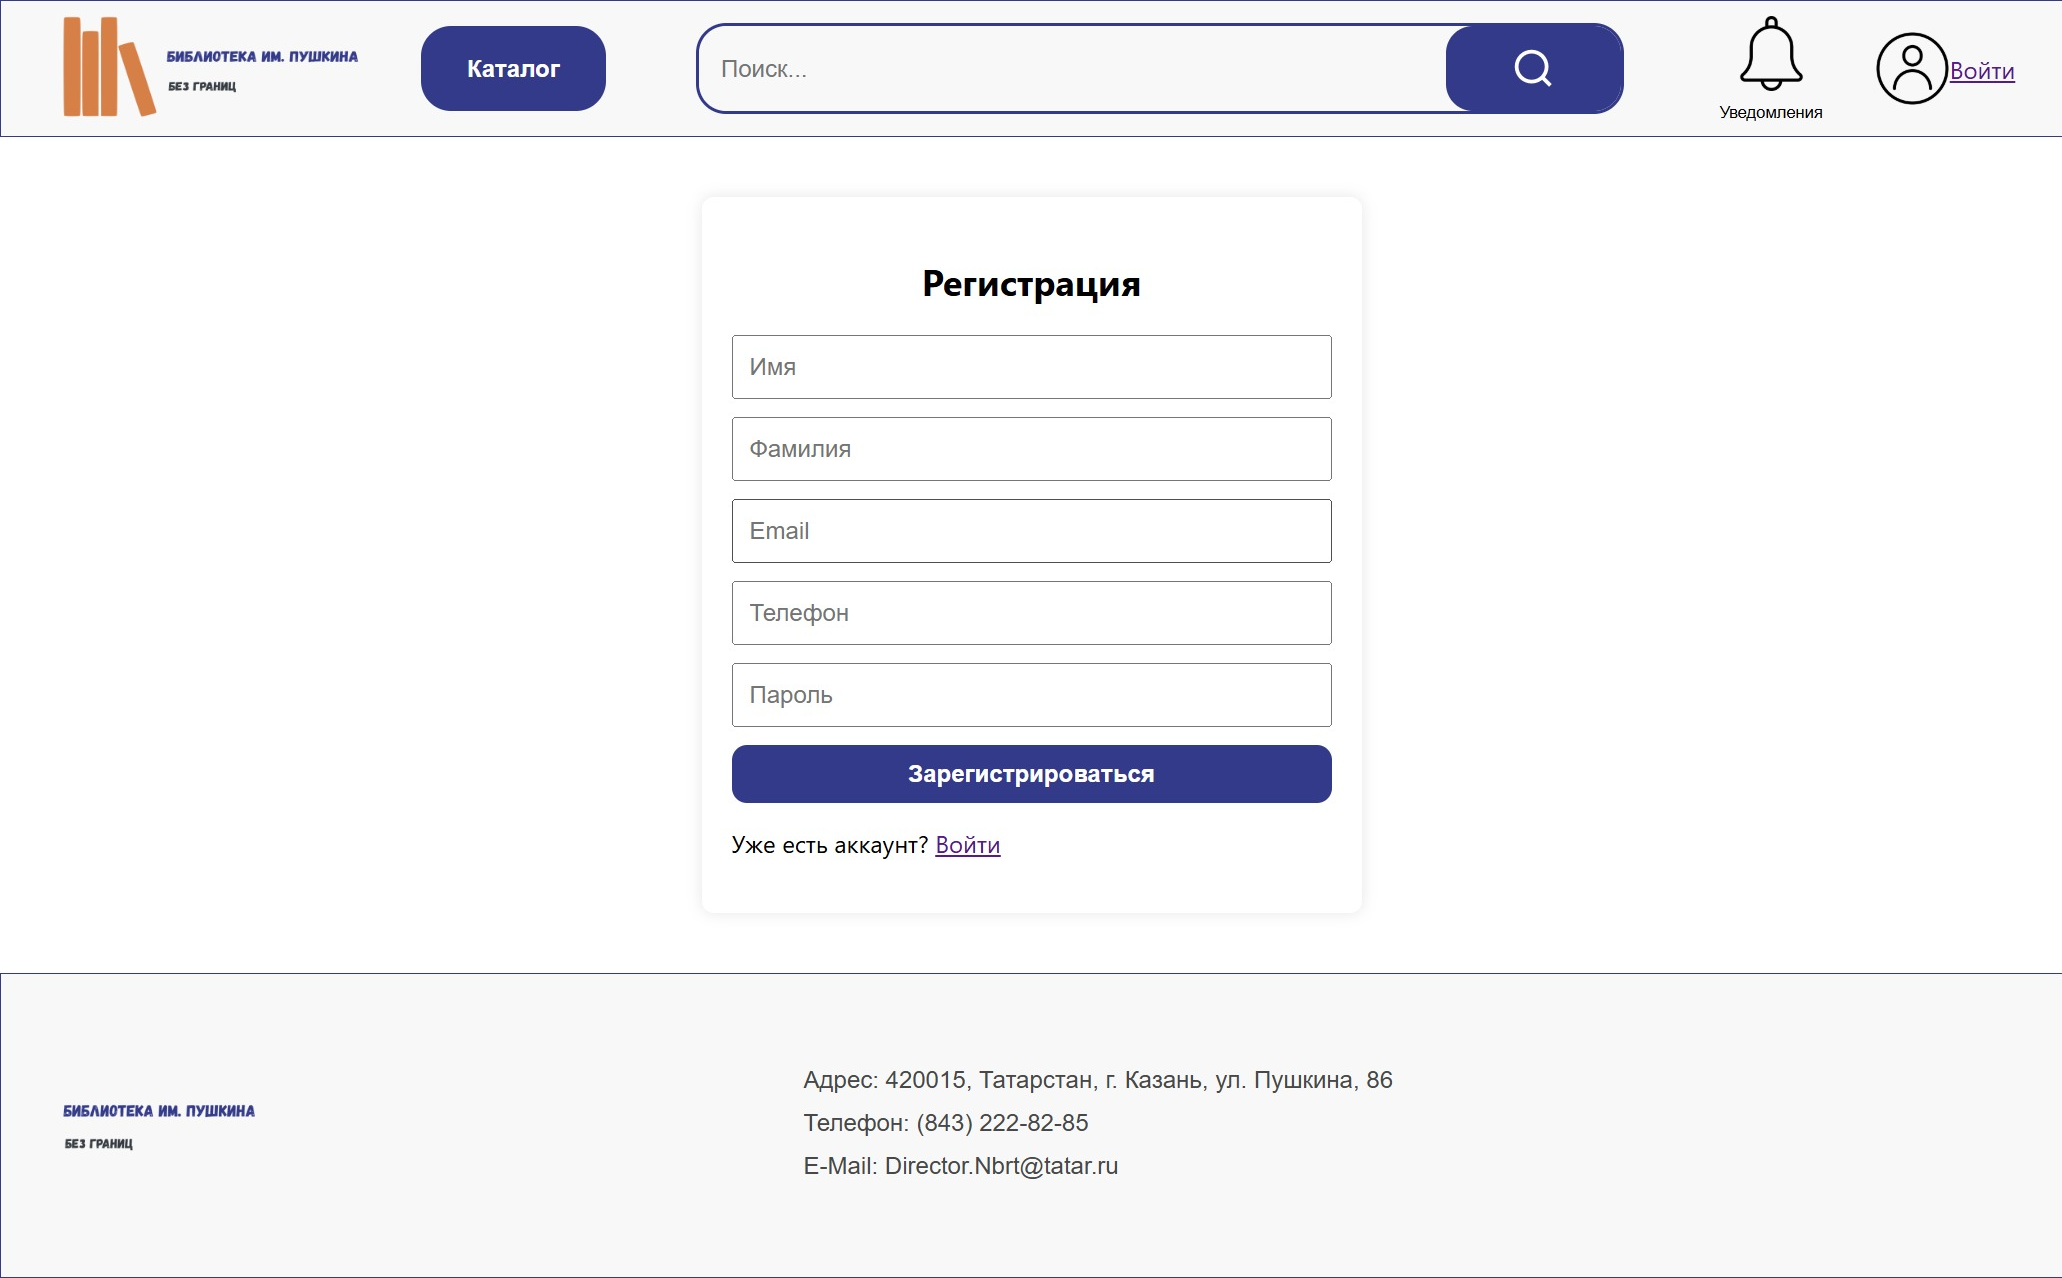 БИБЛИОТЕКА ИМ. ПУШКИНА
БЕЗ ГРАНИЦ
Каталог
Поиск...
Уведомления
Войти
Регистрация
Имя
Фамилия
Email
Телефон
Пароль
Зарегистрироваться
Уже есть аккаунт? Войти
БИБЛИОТЕКА ИМ. ПУШКИНА
БЕЗ ГРАНИЦ
Адрес: 420015, Татарстан, г. Казань, ул. Пушкина, 86
Телефон: (843) 222-82-85
E-Mail: Director.Nbrt@tatar.ru